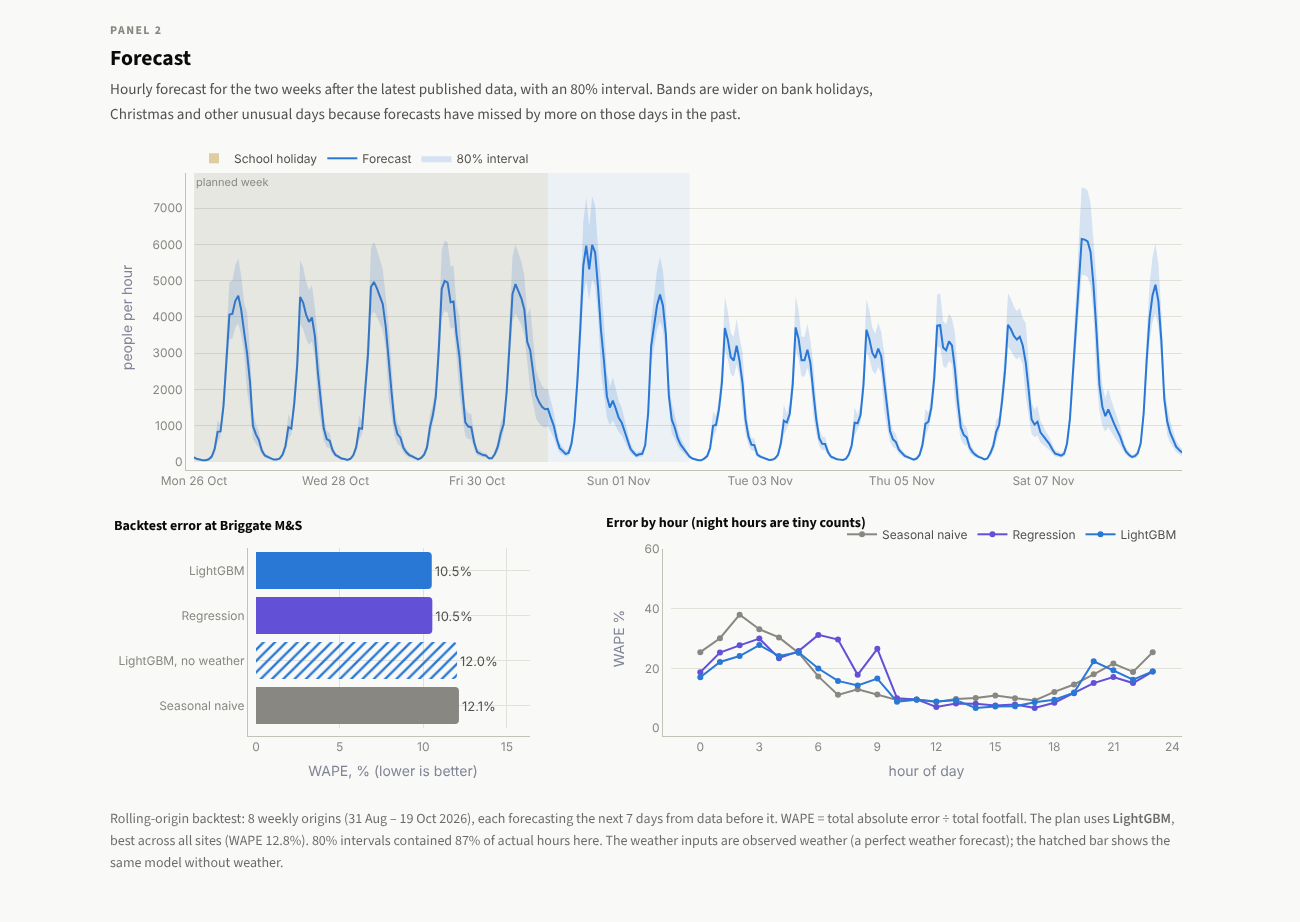 PANEL 2
Forecast
Hourly forecast for the two weeks after the latest published data, with an 80% interval. Bands are wider on bank holidays,
Christmas and other unusual days because forecasts have missed by more on those days in the past.
School holiday Forecast 80% interval
planned week
7000
6000
5000
4000
3000
2000
1000
0
people per hour
Mon 26 Oct Wed 28 Oct Fri 30 Oct Sun 01 Nov Tue 03 Nov Thu 05 Nov Sat 07 Nov
Backtest error at Briggate M&S
LightGBM 10.5%
Regression 10.5%
LightGBM, no weather 12.0%
Seasonal naive 12.1%
0 5 10 15
WAPE, % (lower is better)
Error by hour (night hours are tiny counts)
Seasonal naive Regression LightGBM
60
40
20
0
WAPE %
0 3 6 9 12 15 18 21 24
hour of day
Rolling-origin backtest: 8 weekly origins (31 Aug – 19 Oct 2026), each forecasting the next 7 days from data before it. WAPE = total absolute error ÷ total footfall. The plan uses LightGBM,
best across all sites (WAPE 12.8%). 80% intervals contained 87% of actual hours here. The weather inputs are observed weather (a perfect weather forecast); the hatched bar shows the
same model without weather.